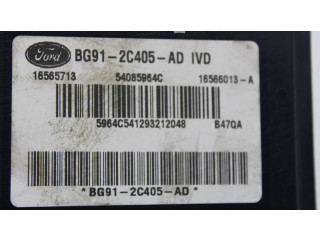 Ford BG91-2C405-AD IVD
16565713 54085964C 16566013-A
5964C541293212048 B47QA
*BG91-2C405-AD*